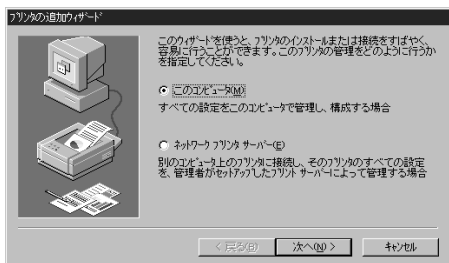 プリンタの追加ウィザード
このウィザードを使うと、プリンタのインストールまたは接続をすばやく、
容易に行うことができます。このプリンタの管理をどのように行うか
を指定してください。
このコンピュータ(M)
すべての設定をこのコンピュータで管理し、構成する場合
ネットワーク プリンタ サーバー(E)
別のコンピュータ上のプリンタに接続し、そのプリンタのすべての設定
を、管理者がセットアップしたプリント サーバーによって管理する場合
< 戻る(B)
次へ(N) >
キャンセル